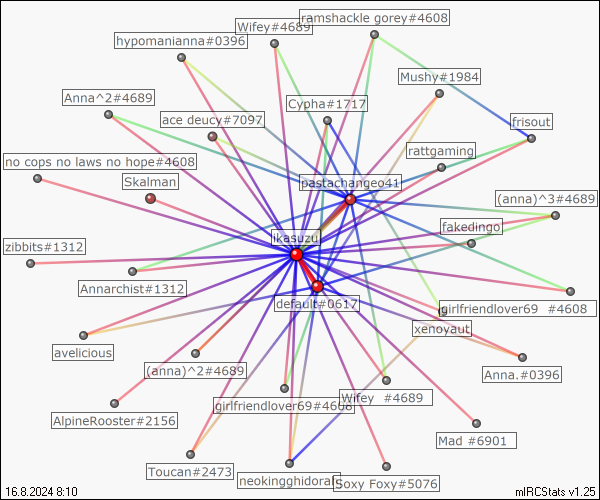 ramshackle gorey#4608
Wifey#4689
hypomanianna#0396
Mushy#1984
Anna^2#4689
Cypha#1717
ace deucy#7097
frisout
rattgaming
no cops no laws no hope#4608
Skalman
pastachangeo41
(anna)^3#4689
fakedingo
ikasuzu
zibbits#1312
Annarchist#1312
default#0617
girlfriendlover69 #4608
xenoyaut
avelicious
(anna)^2#4689
Anna.#0396
girlfriendlover69#4608
Wifey #4689
AlpineRooster#2156
Mad #6901
Toucan#2473
neokingghidorah
Soxy Foxy#5076
16.8.2024 8:10
mIRCStats v1.25